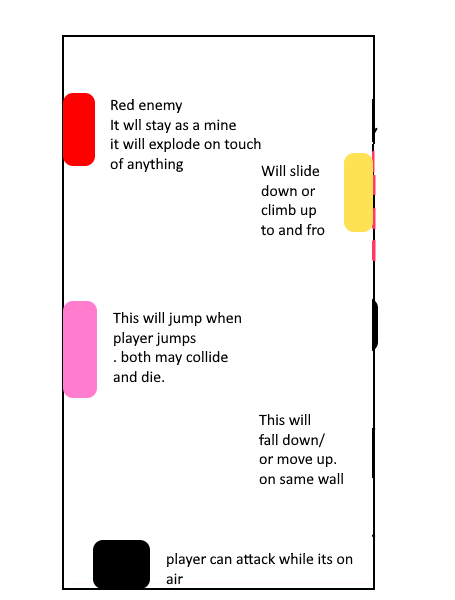 Red enemy
It wll stay as a mine
it will explode on touch
of anything
Will slide
down or
climb up
to and fro
This will jump when
player jumps
. both may collide
and die.
This will
fall down/
or move up.
on same wall
player can attack while its on
air